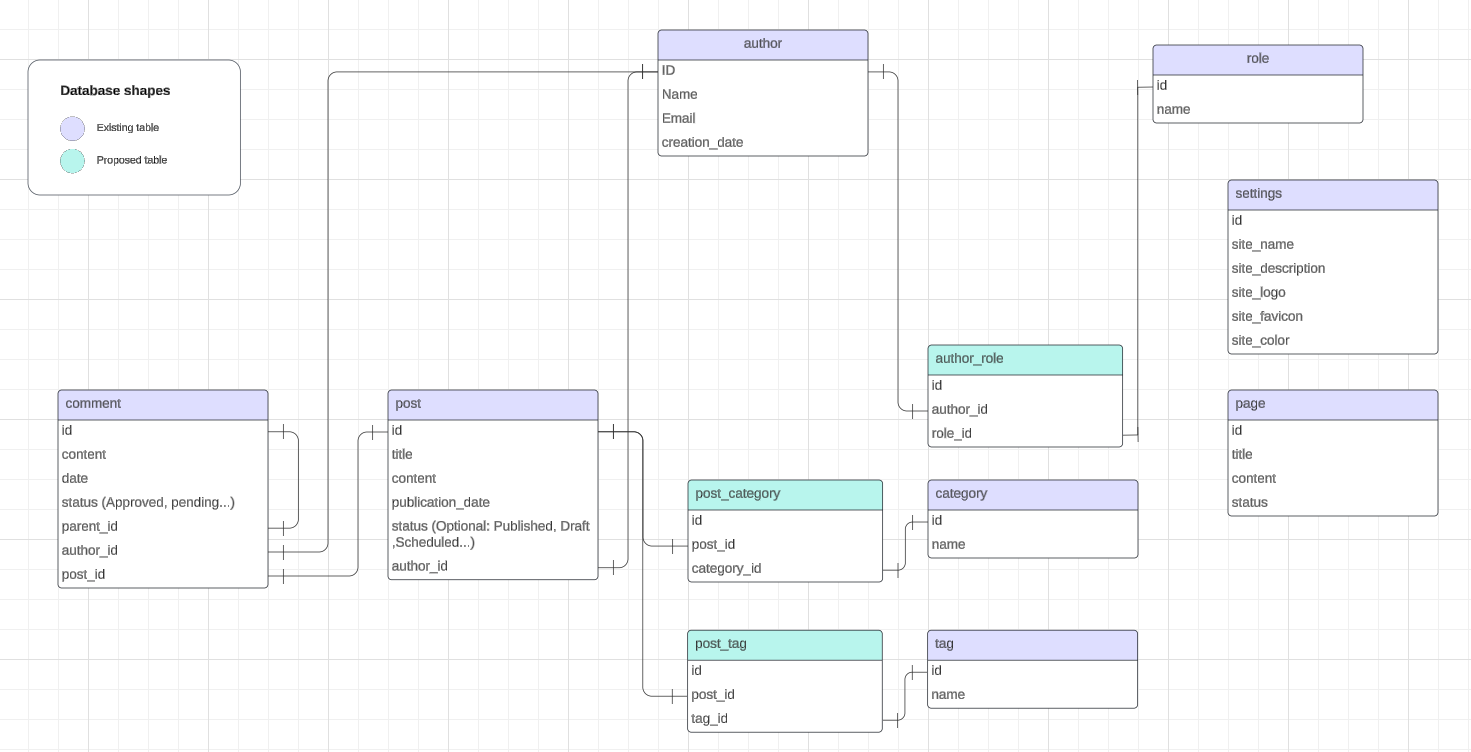 Database shapes
Existing table
Proposed table
author
ID
Name
Email
creation_date
role
id
name
settings
id
site_name
site_description
site_logo
site_favicon
site_color
author_role
id
author_id
role_id
comment
id
content
date
status (Approved, pending...)
parent_id
author_id
post_id
post
id
title
content
publication_date
status (Optional: Published, Draft
,Scheduled...)
author_id
page
id
title
content
status
post_category
id
post_id
category_id
category
id
name
post_tag
id
post_id
tag_id
tag
id
name